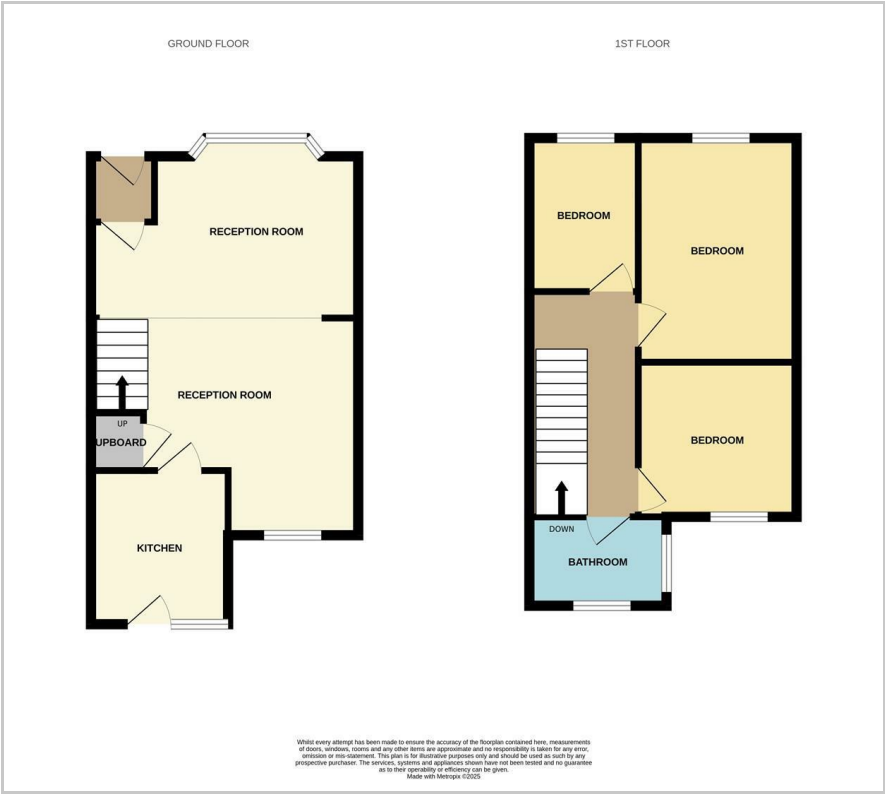 GROUND FLOOR
1ST FLOOR
RECEPTION ROOM
RECEPTION ROOM
UP
UPBOARD
KITCHEN
BEDROOM
BEDROOM
BEDROOM
DOWN
BATHROOM
Whilst every attempt has been made to ensure the accuracy of the floorplan contained here, measurements
of doors, windows, rooms and any other items are approximate and no responsibility is taken for any error,
omission or mis-statement. This plan is for illustrative purposes only and should be used as such by any
prospective purchaser. The services, systems and appliances shown have not been tested and no guarantee
as to their operability or efficiency can be given.
Made with Metropix ©2025